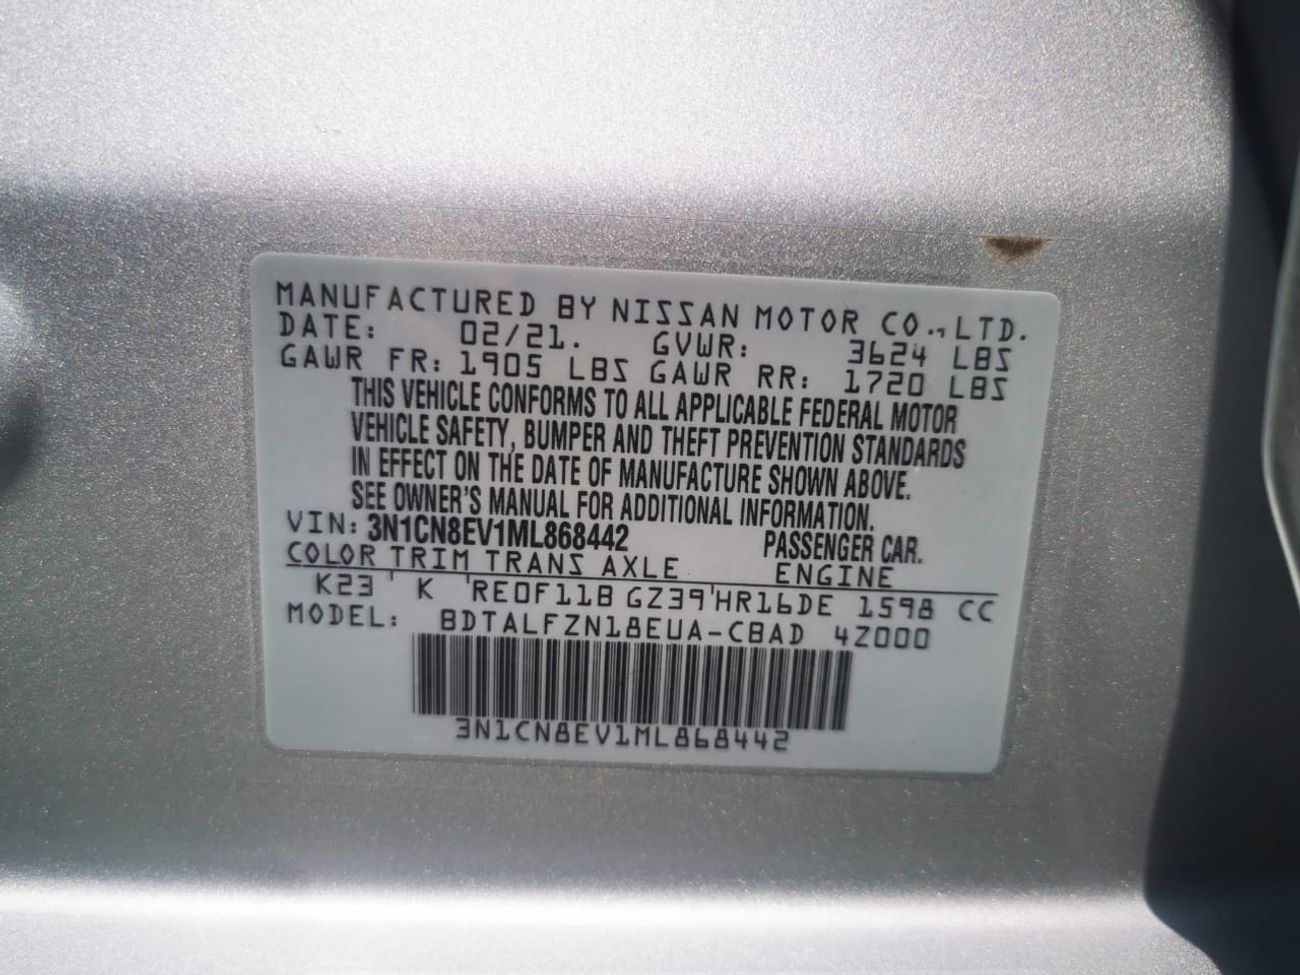 MANUFACTURED BY NISSAN MOTOR CO., LTD.
DATE: 02/21. GVWR: 3624 LBS
GAWR FR: 1905 LBS GAWR RR: 1720 LBS
THIS VEHICLE CONFORMS TO ALL APPLICABLE FEDERAL MOTOR
VEHICLE SAFETY, BUMPER AND THEFT PREVENTION STANDARDS
IN EFFECT ON THE DATE OF MANUFACTURE SHOWN ABOVE.
SEE OWNER'S MANUAL FOR ADDITIONAL INFORMATION.
VIN: 3N1CN8EV1ML868442 PASSENGER CAR.
COLOR TRIM TRANS AXLE ENGINE
K23 ' K ' RE0F11B GZ39 ' HR16DE 1598 CC
MODEL: BDTALFZN18EUA-CBAD 4Z000
3N1CN8EV1ML868442